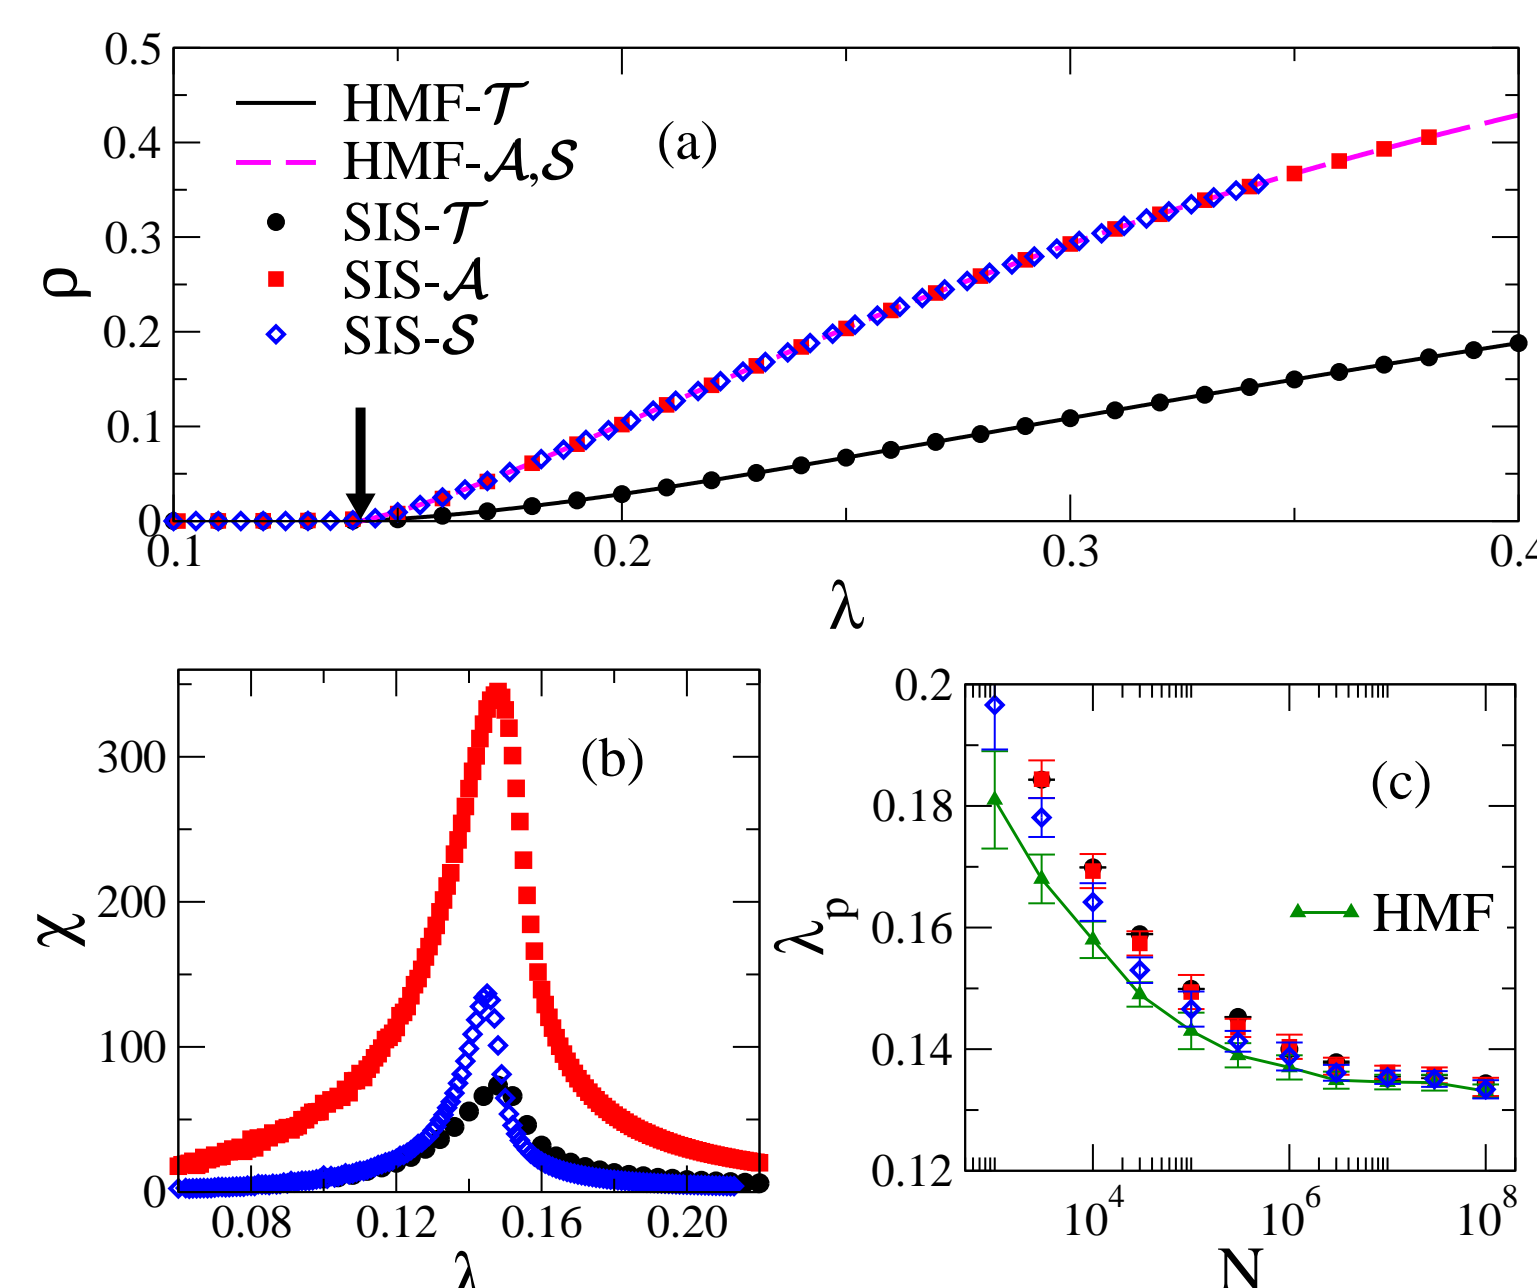 0.5
0.4
0.3
0.2
0.1
0
ρ
HMF-𝒯
HMF-𝒜,𝒮
SIS-𝒯
SIS-𝒜
SIS-𝒮
(a)
0.1 0.2 0.3 0.4
λ
300
200
100
0
χ
(b)
0.08 0.12 0.16 0.20
λ
0.2
0.18
0.16
0.14
0.12
λp
(c)
HMF
10^4 10^6 10^8
N